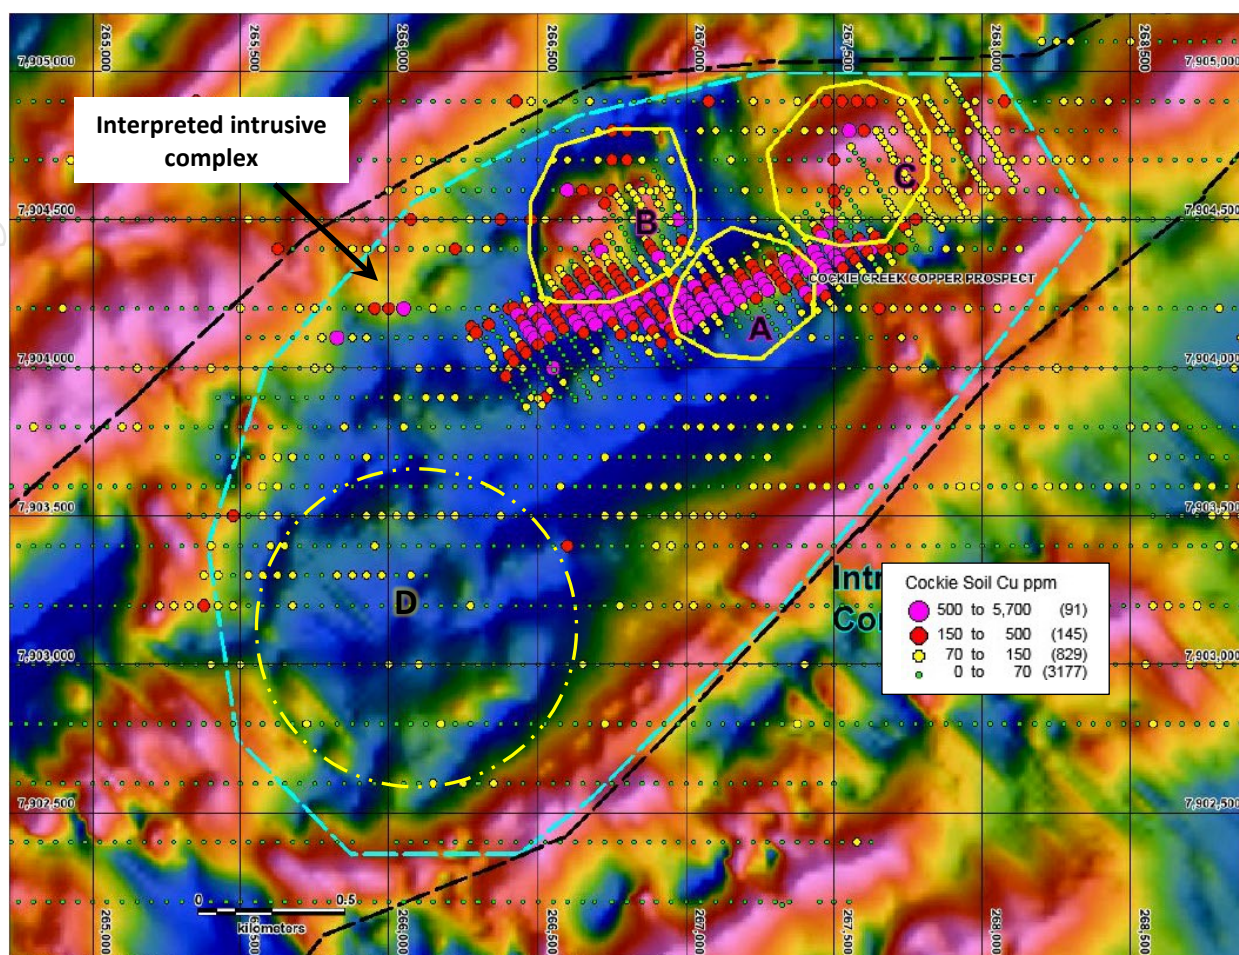 265,000
265,500
266,000
266,500
267,000
267,500
268,000
268,500
7,905,000
7,905,000
Interpreted intrusive
complex
C
B
7,904,500
7,904,500
COCKIE CREEK COPPER PROSPECT
A
7,904,000
7,904,000
7,903,500
7,903,500
D
Intr
Co
Cockie Soil Cu ppm
500 to 5,700 (91)
150 to 500 (145)
70 to 150 (829)
0 to 70 (3177)
7,903,000
7,903,000
7,902,500
7,902,500
0 0.5
kilometers
265,000
265,500
266,000
266,500
267,000
267,500
268,000
268,500